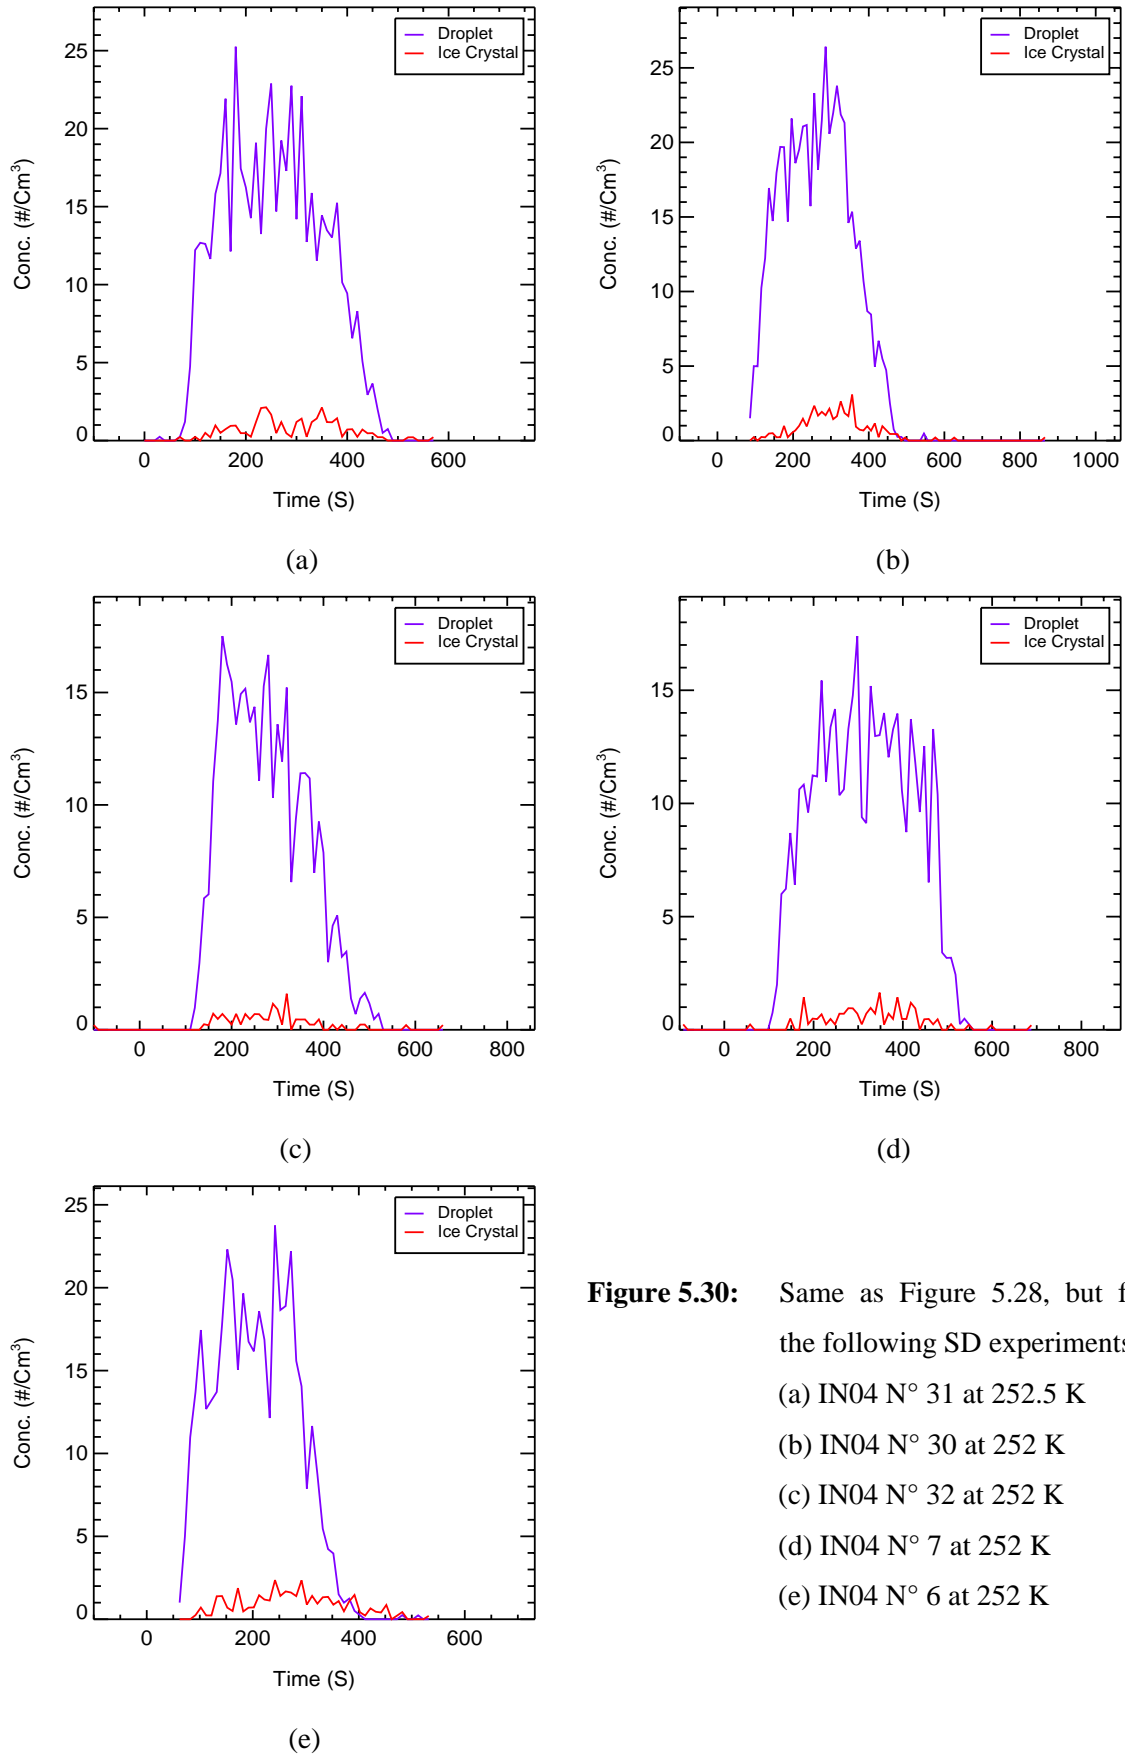 Droplet
Ice Crystal
Conc. (#/Cm³)
25
20
15
10
5
0
0 200 400 600
Time (S)
(a)
Droplet
Ice Crystal
Conc. (#/Cm³)
25
20
15
10
5
0
0 200 400 600 800 1000
Time (S)
(b)
Droplet
Ice Crystal
Conc. (#/Cm³)
15
10
5
0
0 200 400 600 800
Time (S)
(c)
Droplet
Ice Crystal
Conc. (#/Cm³)
15
10
5
0
0 200 400 600 800
Time (S)
(d)
Droplet
Ice Crystal
Conc. (#/Cm³)
25
20
15
10
5
0
0 200 400 600
Time (S)
(e)
Figure 5.30: Same as Figure 5.28, but f
the following SD experiments
(a) IN04 N° 31 at 252.5 K
(b) IN04 N° 30 at 252 K
(c) IN04 N° 32 at 252 K
(d) IN04 N° 7 at 252 K
(e) IN04 N° 6 at 252 K